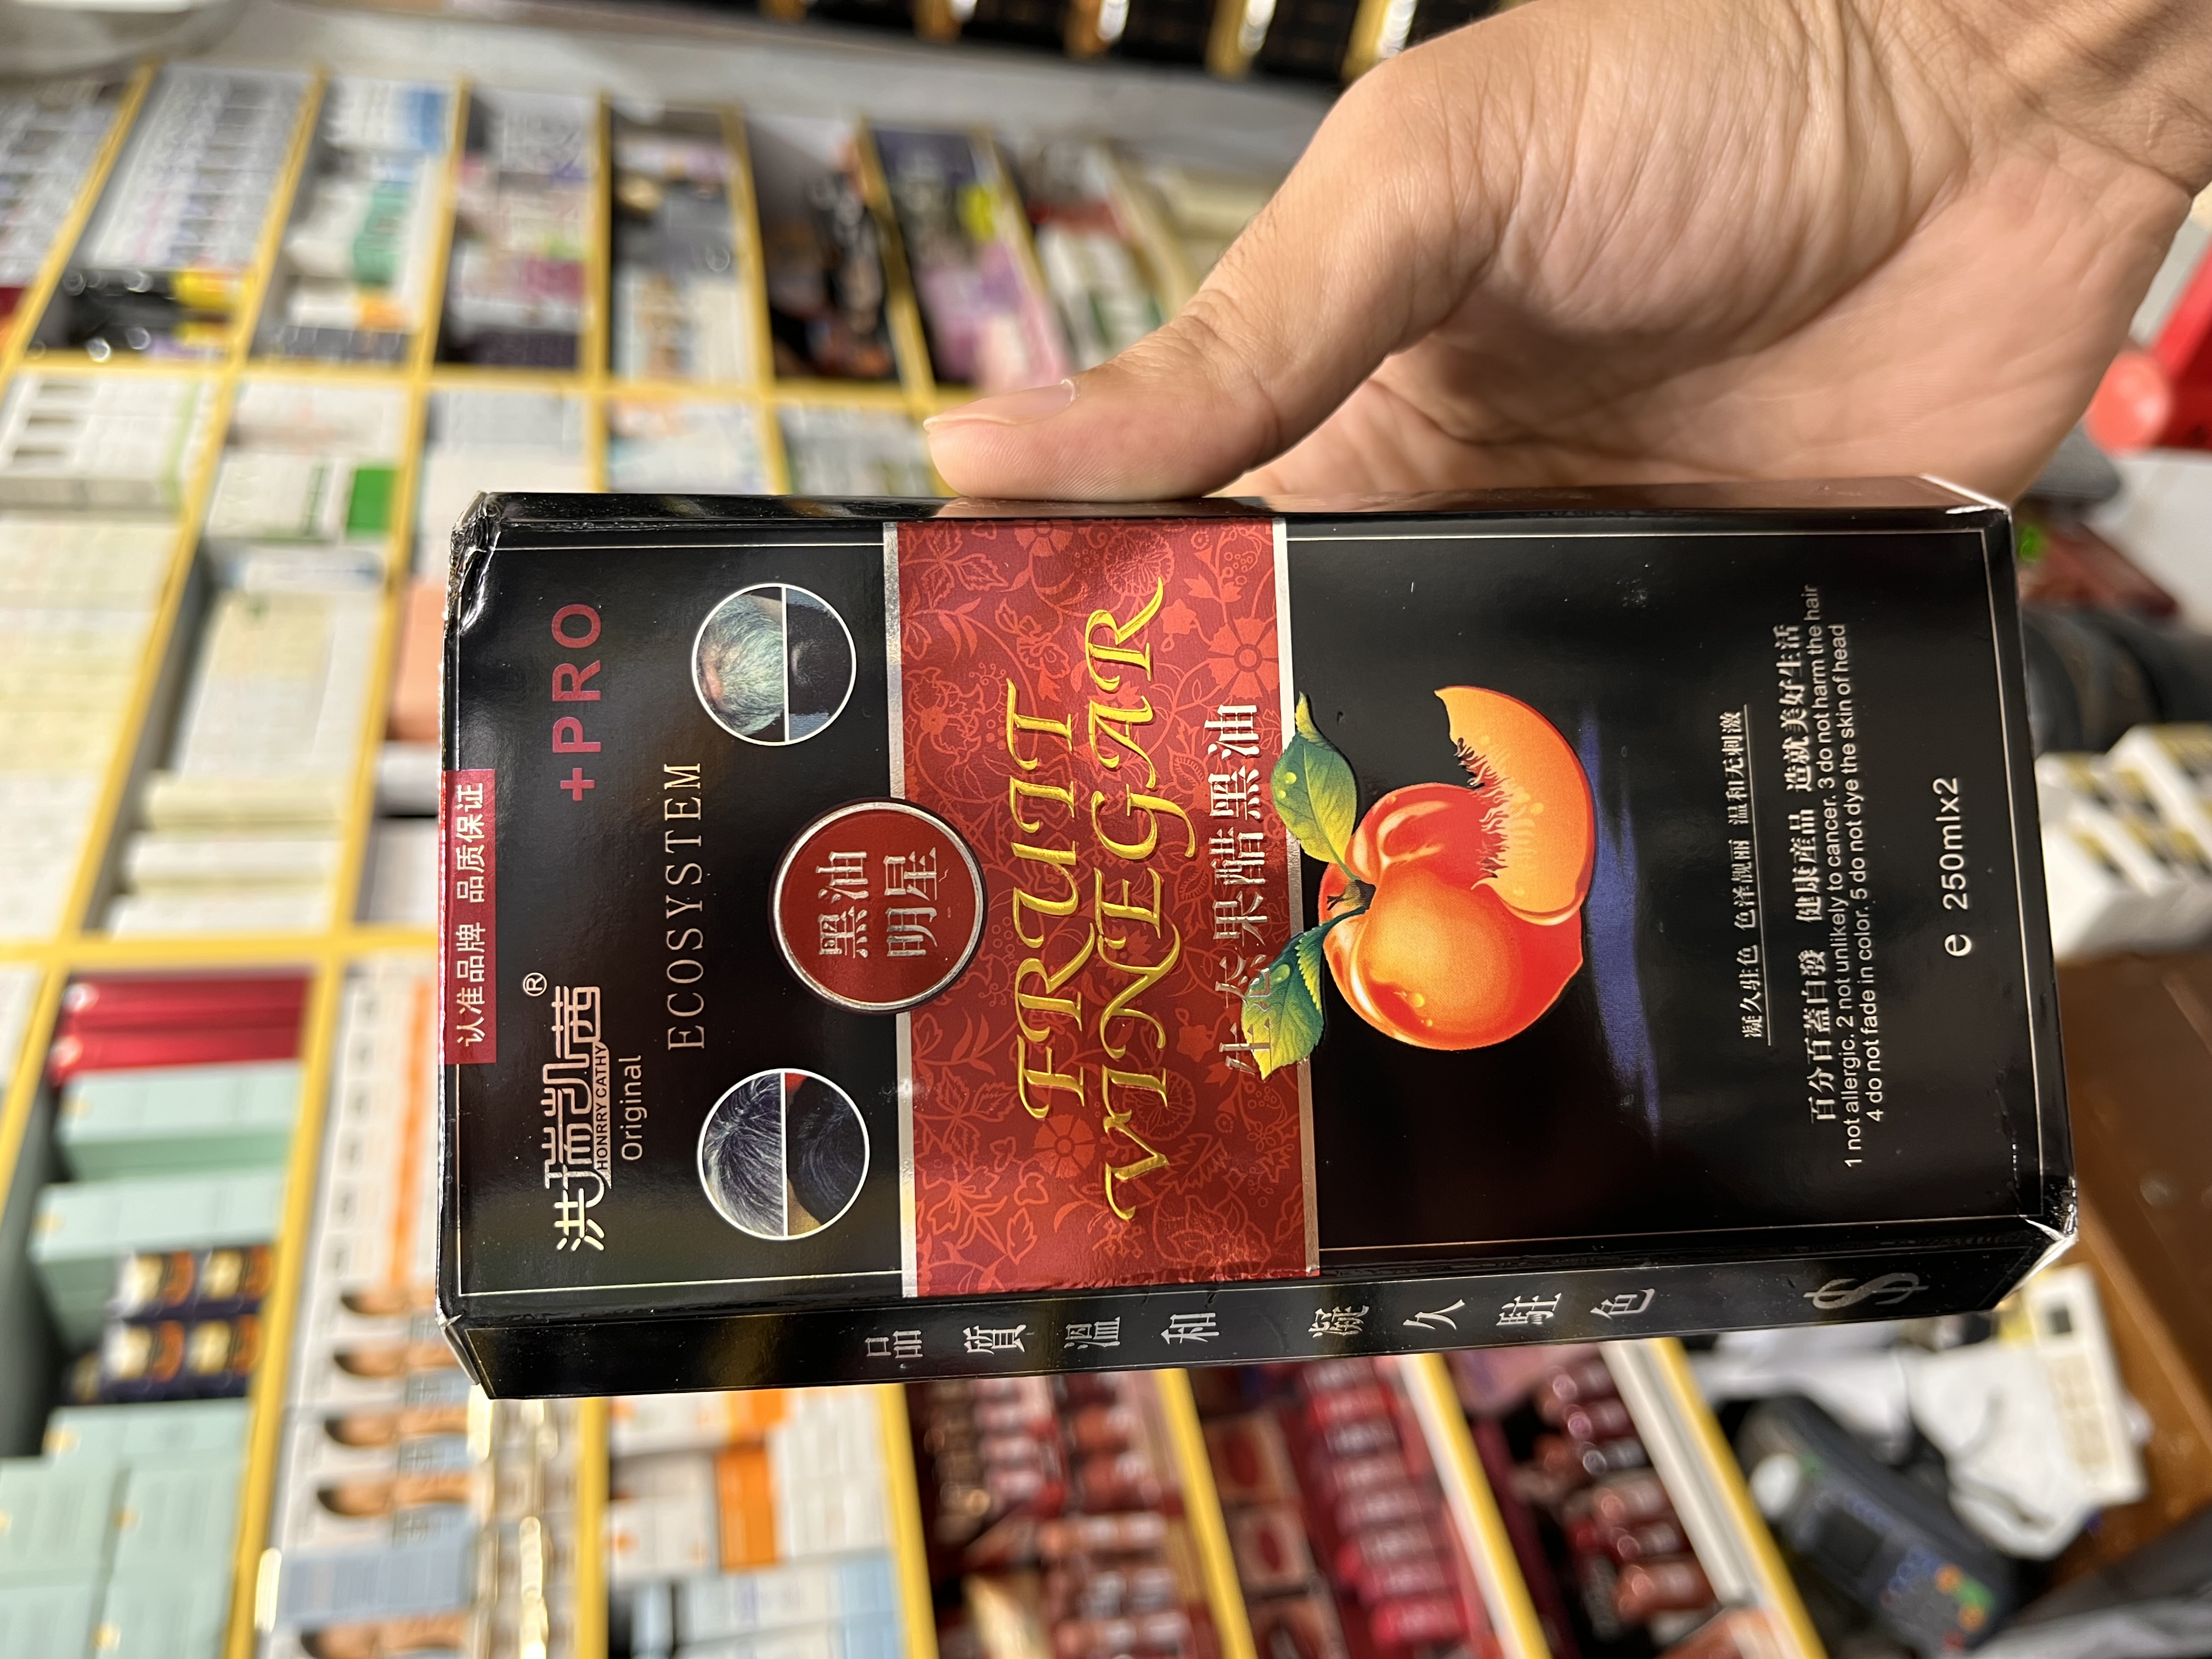 认准品牌 品质保证
洪瑞凯茜®
HONRRY CATHY
Original
+PRO
ECOSYSTEM
黑油
明星
FRUIT
VINEGAR
生态果醋黑油
凝久驻色 色泽靓丽 温和无刺激
百分百蓋白發 健康産品 造就美好生活
1 not allergic. 2 not unlikely to cancer. 3 do not harm the hair
4 do not fade in color. 5 do not dye the skin of head
e 250mlx2
品質溫和 凝久駐色